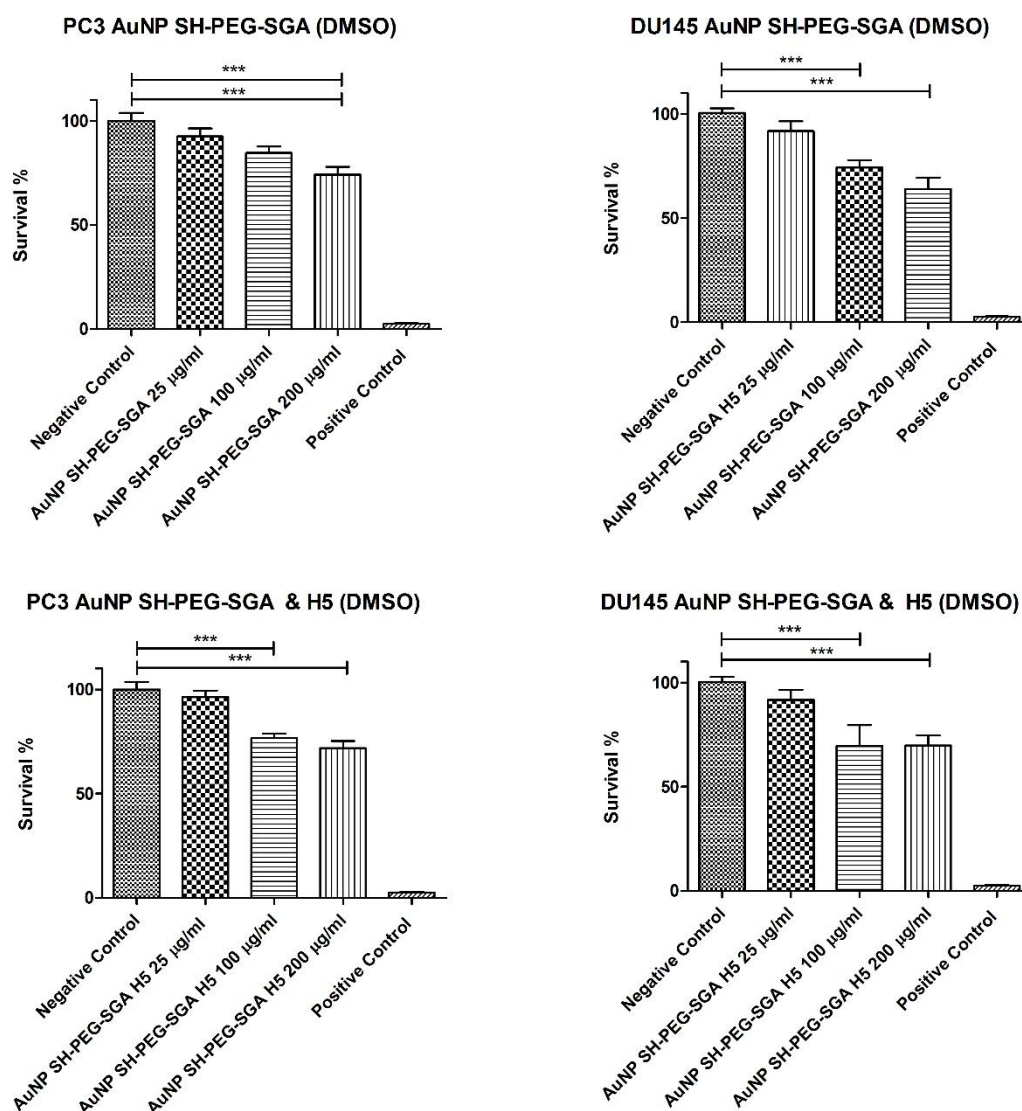 PC3 AuNP SH-PEG-SGA (DMSO)
***
***
Survival %
100
50
0
Negative Control
AuNP SH-PEG-SGA 25 µg/ml
AuNP SH-PEG-SGA 100 µg/ml
AuNP SH-PEG-SGA 200 µg/ml
Positive Control
DU145 AuNP SH-PEG-SGA (DMSO)
***
***
Survival %
100
50
0
Negative Control
AuNP SH-PEG-SGA H5 25 µg/ml
AuNP SH-PEG-SGA 100 µg/ml
AuNP SH-PEG-SGA 200 µg/ml
Positive Control
PC3 AuNP SH-PEG-SGA & H5 (DMSO)
***
***
Survival %
100
50
0
Negative Control
AuNP SH-PEG-SGA H5 25 µg/ml
AuNP SH-PEG-SGA H5 100 µg/ml
AuNP SH-PEG-SGA H5 200 µg/ml
Positive Control
DU145 AuNP SH-PEG-SGA & H5 (DMSO)
***
***
Survival %
100
50
0
Negative Control
AuNP SH-PEG-SGA H5 25 µg/ml
AuNP SH-PEG-SGA H5 100 µg/ml
AuNP SH-PEG-SGA H5 200 µg/ml
Positive Control